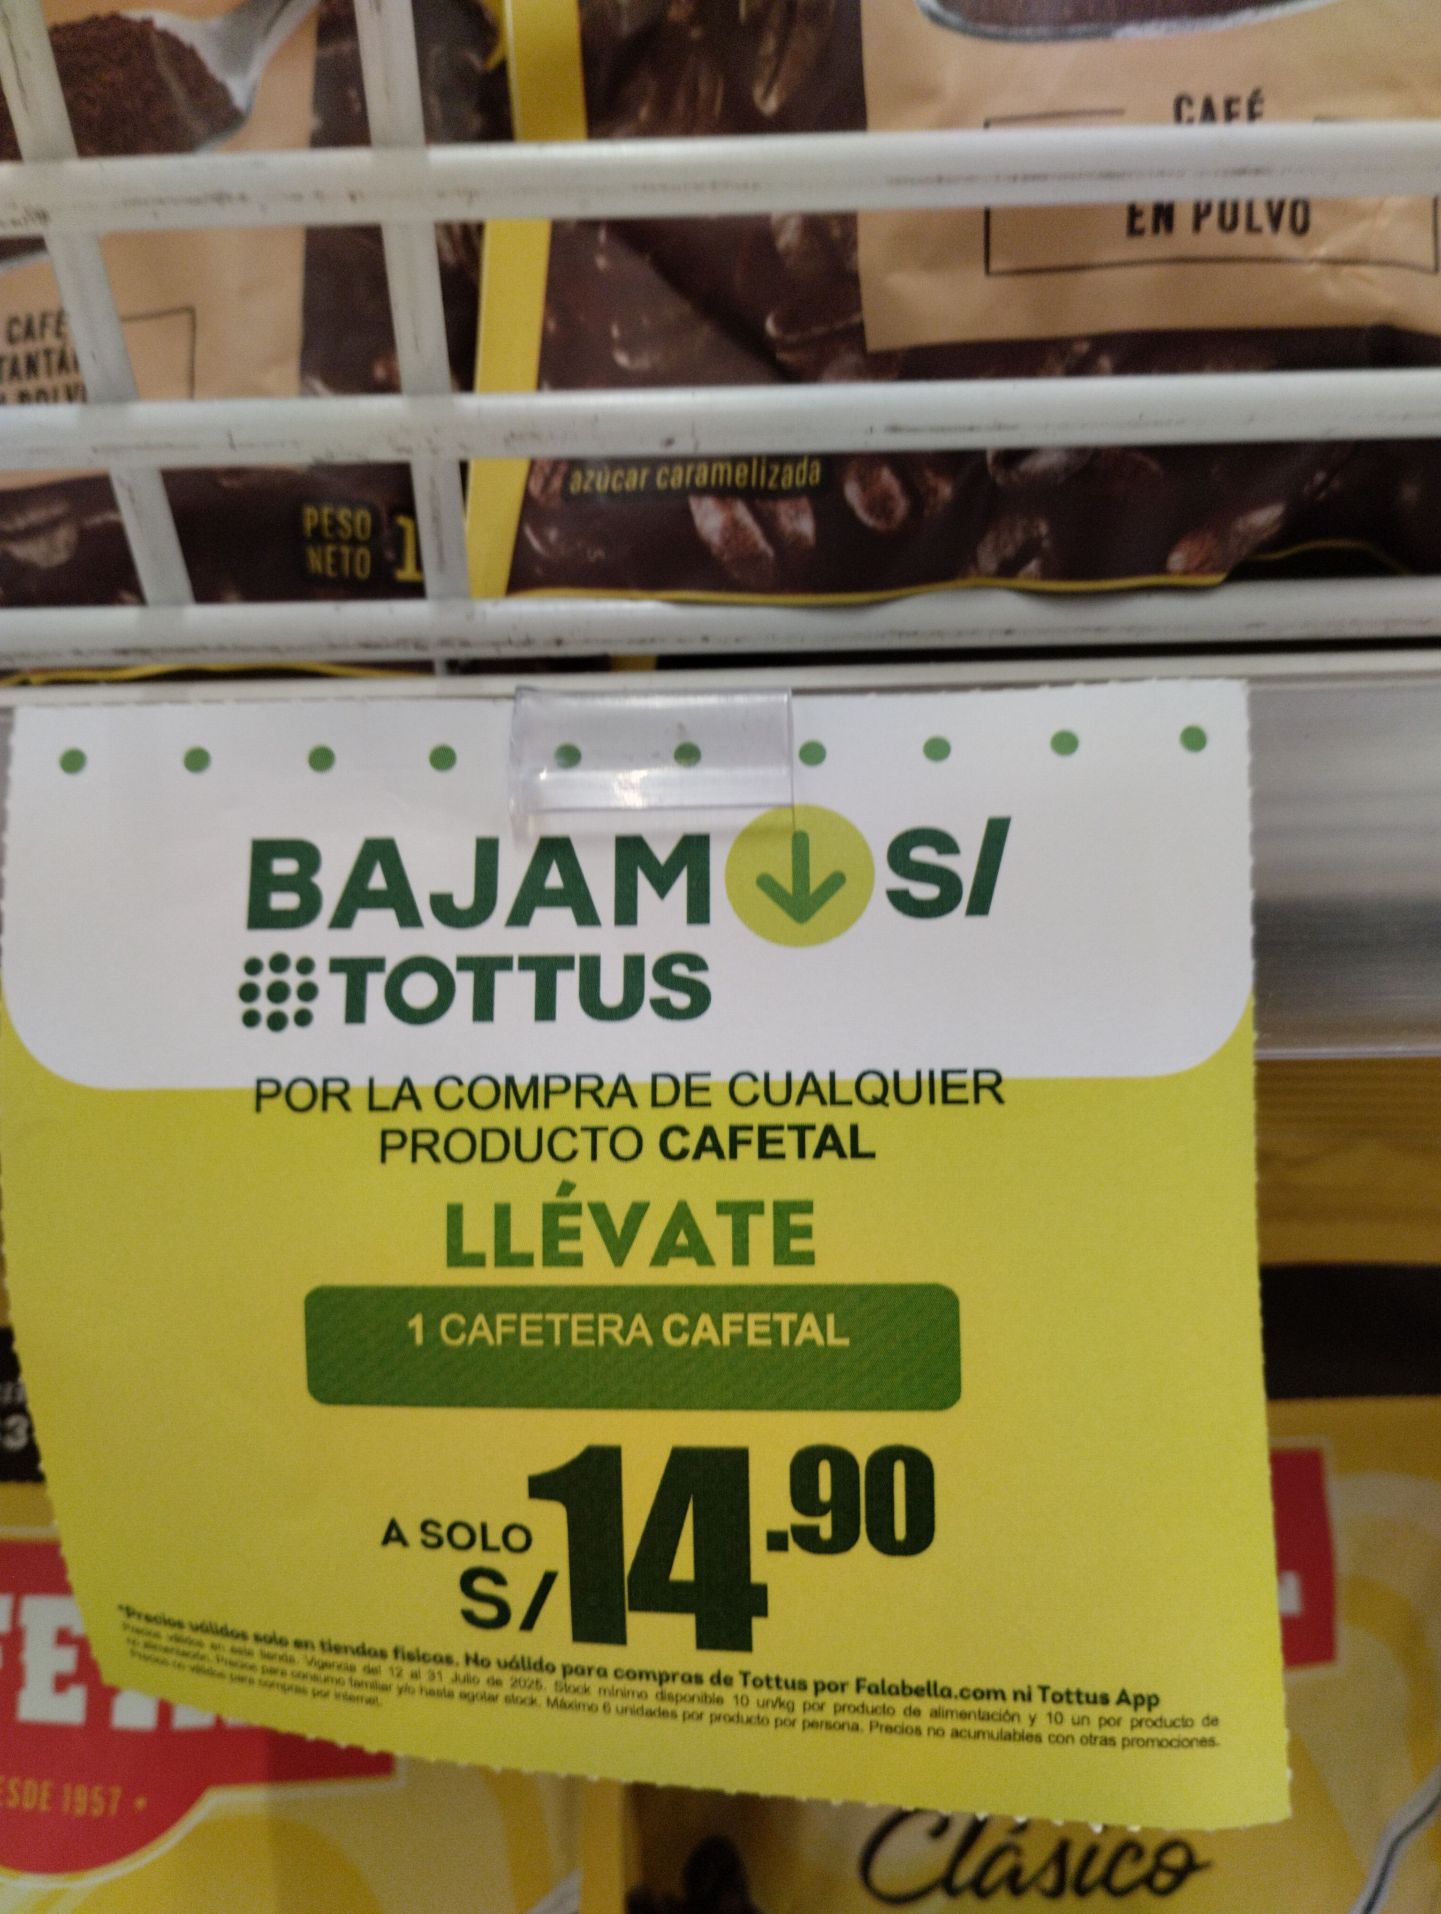 CAFÉ
EN POLVO
CAFÉ
azúcar caramelizada
PESO
NETO
BAJAMOS/
TOTTUS
POR LA COMPRA DE CUALQUIER
PRODUCTO CAFETAL
LLÉVATE
1 CAFETERA CAFETAL
A SOLO
S/14.90
*Precios válidos solo en tiendas físicas. No válido para compras de Tottus por Falabella.com ni Tottus App
Precios válidos en esta tienda. Vigencia del 12 al 31 Julio de 2025. Stock mínimo disponible 10 un/kg por producto de alimentación y 10 un por producto de
no alimentación. Precios para consumo familiar y/o hasta agotar stock. Máximo 6 unidades por producto por persona. Precios no acumulables con otras promociones.
Precios no válidos para compras por internet.
DESDE 1957
Clásico